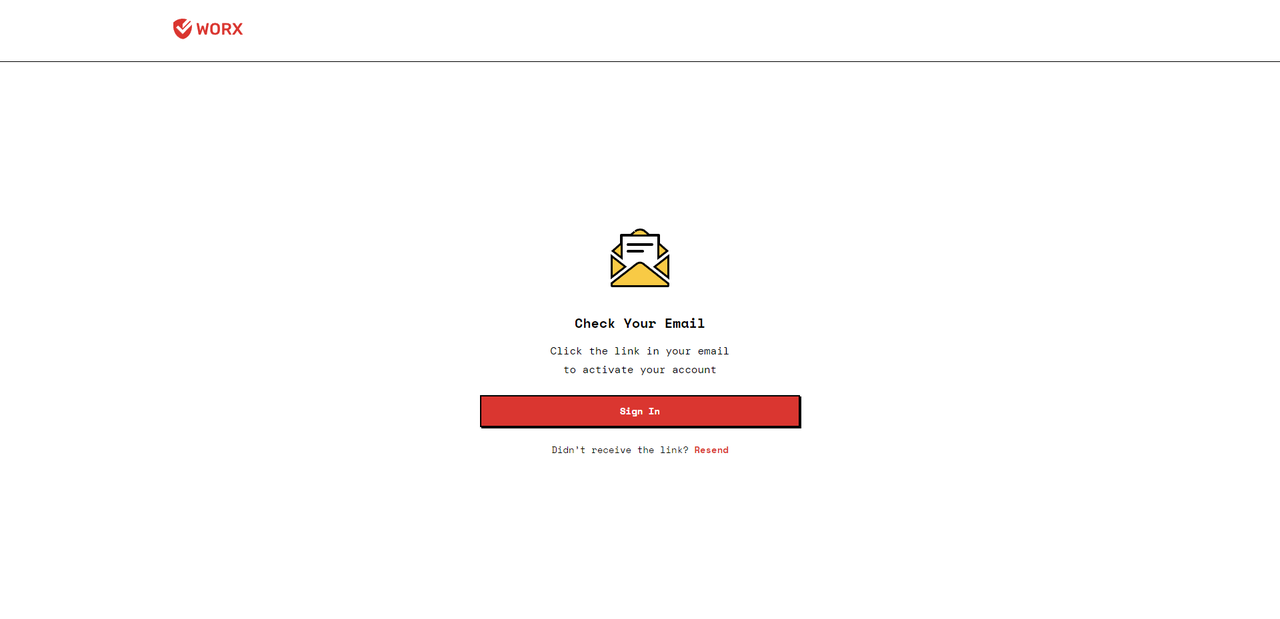 WORX
Check Your Email
Click the link in your email
to activate your account
Sign In
Didn't receive the link? Resend